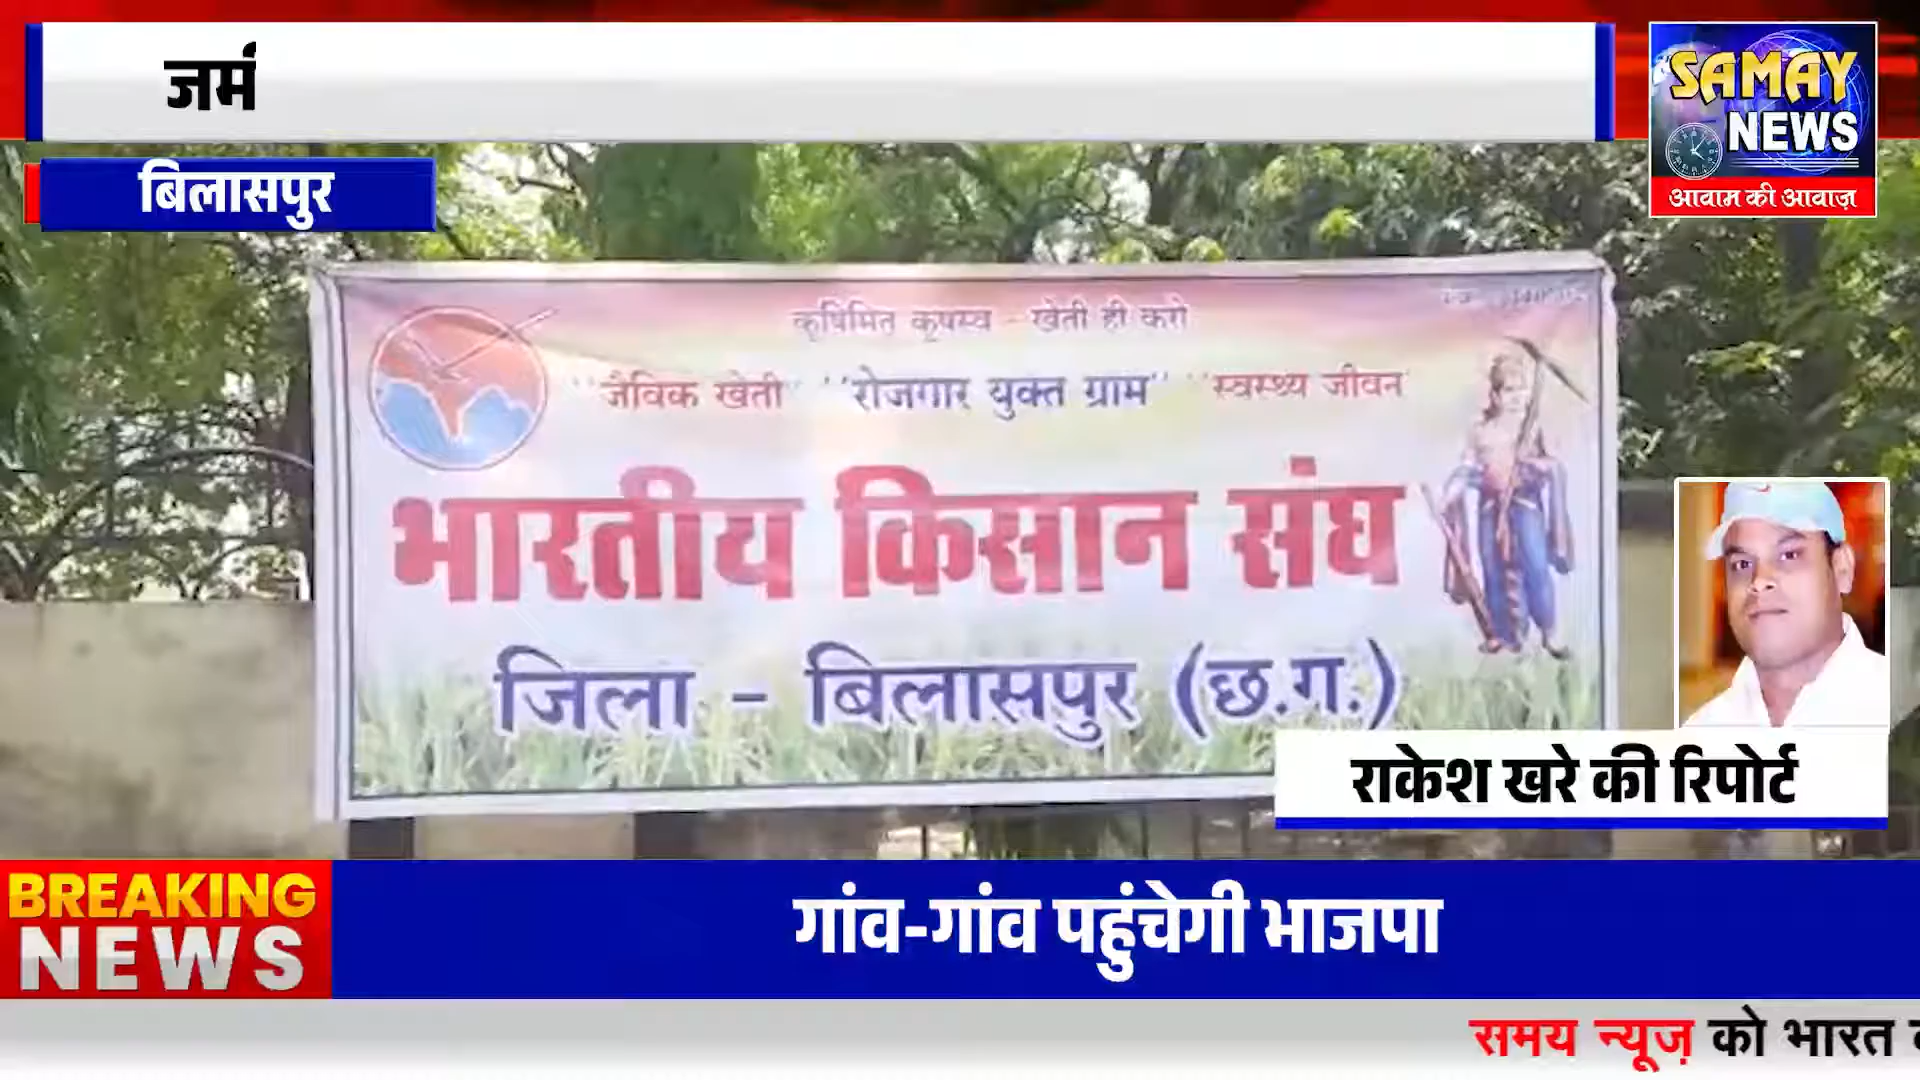 जमं
SAMAY
NEWS
आवाम की आवाज़
बिलासपुर
कृषिमित कृषस्व - खेती ही करो
"जैविक खेती" "रोजगार युक्त ग्राम" "स्वस्थ्य जीवन
भारतीय किसान संघ
जिला - बिलासपुर (छ.ग.)
राकेश खरे की रिपोर्ट
BREAKING
NEWS
गांव-गांव पहुंचेगी भाजपा
समय न्यूज़ को भारत